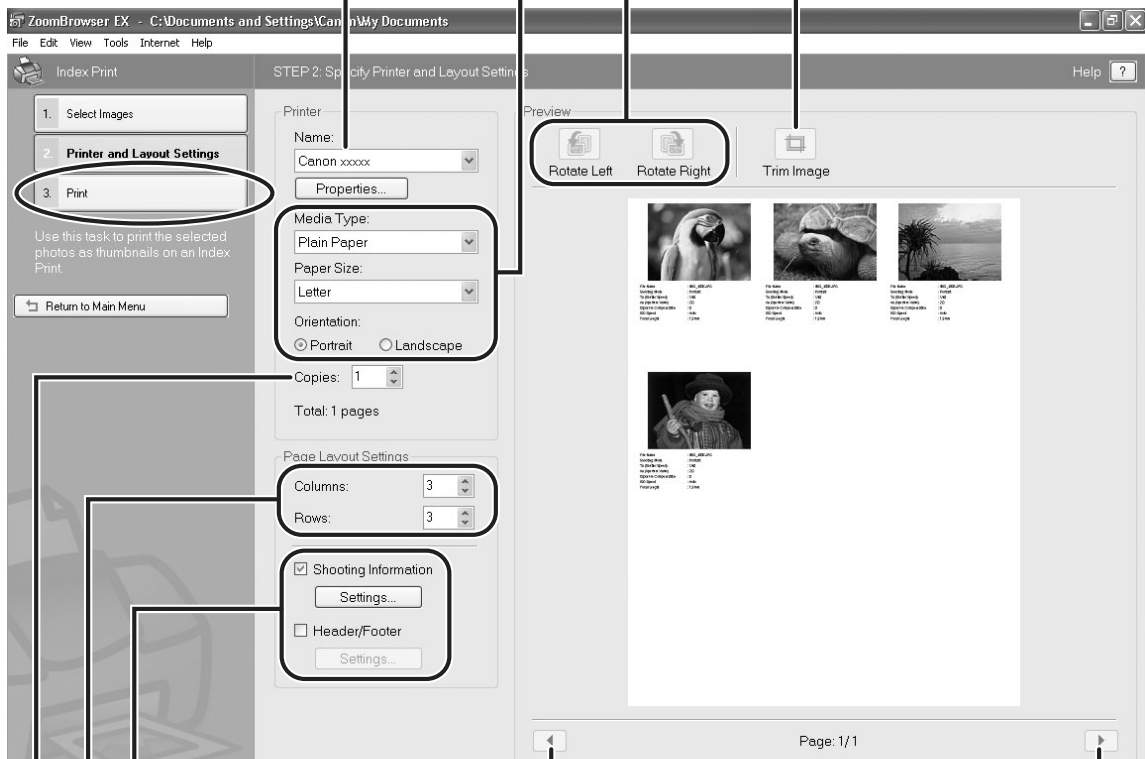 ZoomBrowser EX - C:\Documents and Settings\Canon\My Documents
File Edit View Tools Internet Help
Index Print
STEP 2: Specify Printer and Layout Settings
Help ?
1. Select Images
2. Printer and Layout Settings
3. Print
Use this task to print the selected
photos as thumbnails on an Index
Print.
Return to Main Menu
Printer
Name:
Canon xxxxx
Properties...
Media Type:
Plain Paper
Paper Size:
Letter
Orientation:
Portrait Landscape
Copies: 1
Total: 1 pages
Page Layout Settings
Columns: 3
Rows: 3
Shooting Information
Settings...
Header/Footer
Settings...
Preview
Rotate Left Rotate Right Trim Image
Page: 1/1